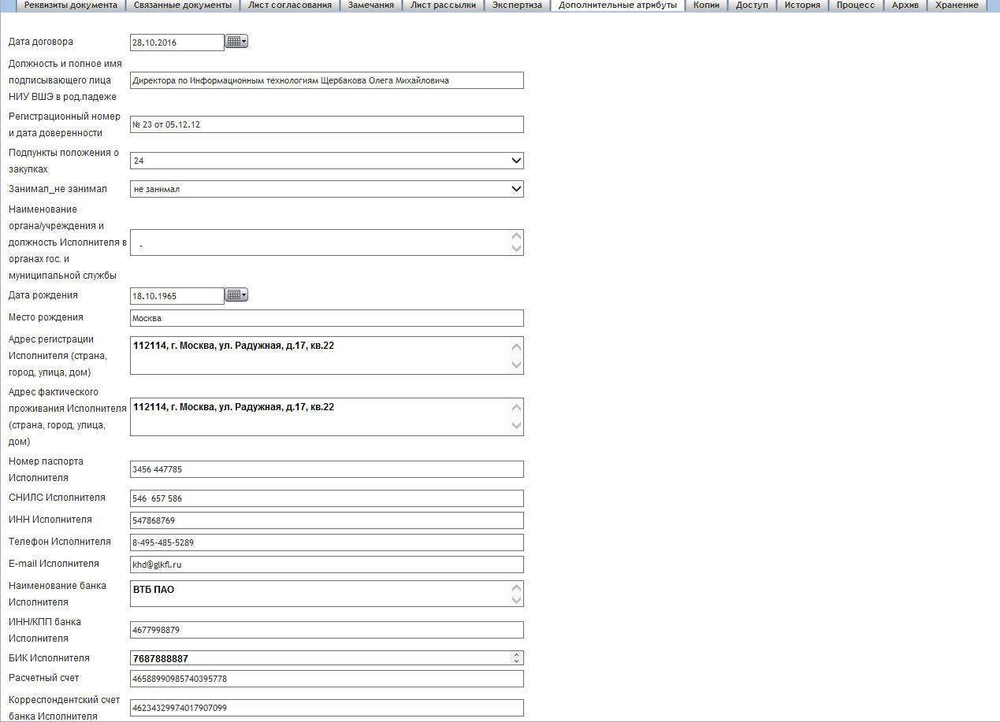 Реквизиты документа Связанные документы Лист согласования Замечания Лист рассылки Экспертиза Дополнительные атрибуты Копии Доступ История Процесс Архив Хранение
Дата договора 28.10.2016
Должность и полное имя
подписывающего лица Директора по Информационным технологиям Щербакова Олега Михайловича
НИУ ВШЭ в род.падеже
Регистрационный номер
и дата доверенности № 23 от 05.12.12
Подпункты положения о
закупках 24
Занимал_не занимал не занимал
Наименование
органа/учреждения и
должность Исполнителя в -
органах гос. и
муниципальной службы
Дата рождения 18.10.1965
Место рождения Москва
Адрес регистрации 112114, г. Москва, ул. Радужная, д.17, кв.22
Исполнителя (страна,
город, улица, дом)
Адрес фактического
проживания Исполнителя 112114, г. Москва, ул. Радужная, д.17, кв.22
(страна, город, улица,
дом)
Номер паспорта
Исполнителя 3456 447785
СНИЛС Исполнителя 546 657 586
ИНН Исполнителя 547868769
Телефон Исполнителя 8-495-485-5289
E-mail Исполнителя khd@glkfl.ru
Наименование банка ВТБ ПАО
Исполнителя
ИНН/КПП банка
Исполнителя 4677998879
БИК Исполнителя 7687888887
Расчетный счет 46588990985740395778
Корреспондентский счет
банка Исполнителя 46234329974017907099